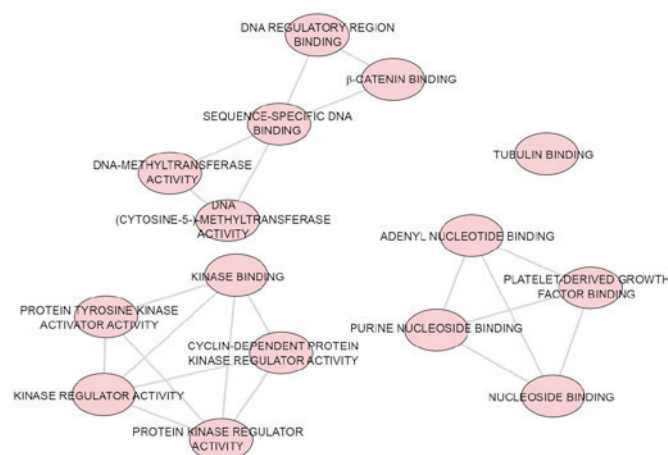 DNA REGULATORY REGION
BINDING
β-CATENIN BINDING
SEQUENCE-SPECIFIC DNA
BINDING
TUBULIN BINDING
DNA-METHYLTRANSFERASE
ACTIVITY
DNA
(CYTOSINE-5-)-METHYLTRANSFERASE
ACTIVITY
ADENYL NUCLEOTIDE BINDING
KINASE BINDING
PLATELET-DERIVED GROWTH
FACTOR BINDING
PROTEIN TYROSINE KINASE
ACTIVATOR ACTIVITY
PURINE NUCLEOSIDE BINDING
CYCLIN-DEPENDENT PROTEIN
KINASE REGULATOR ACTIVITY
KINASE REGULATOR ACTIVITY
NUCLEOSIDE BINDING
PROTEIN KINASE REGULATOR
ACTIVITY